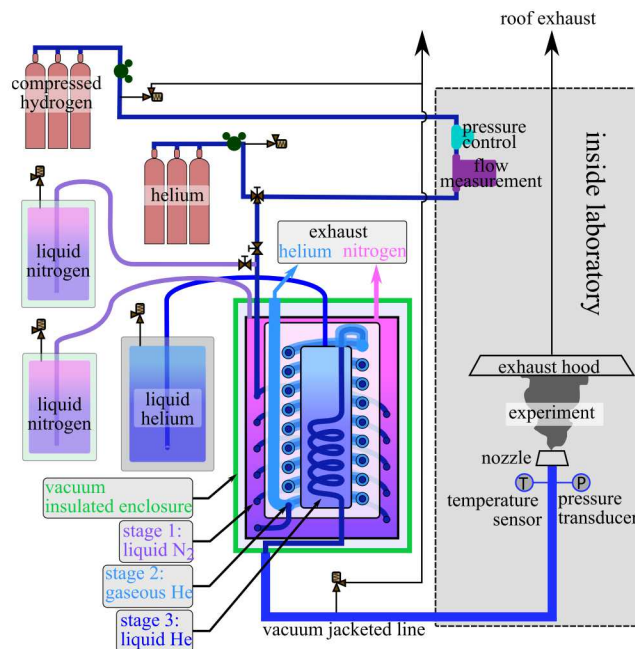 roof exhaust
compressed
hydrogen
pressure
control
flow
measurement
inside laboratory
helium
exhaust
helium nitrogen
liquid
nitrogen
liquid
nitrogen
liquid
helium
exhaust hood
experiment
nozzle
T
P
temperature
sensor
pressure
transducer
vacuum
insulated enclosure
stage 1:
liquid N2
stage 2:
gaseous He
stage 3:
liquid He
vacuum jacketed line